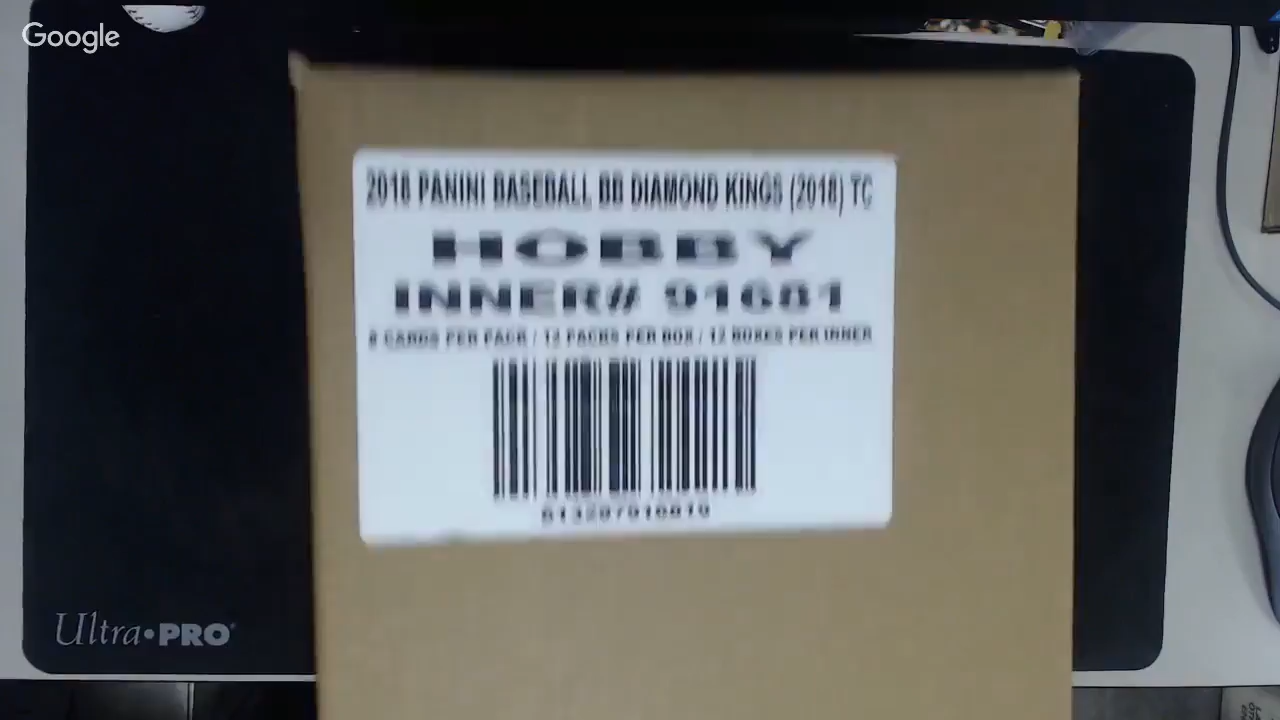 Google
2018 PANINI BASEBALL BB DIAMOND KINGS (2018) TC
HOBBY
INNER# 91681
8 CARDS PER PACK / 12 PACKS PER BOX / 12 BOXES PER INNER
Ultra•PRO